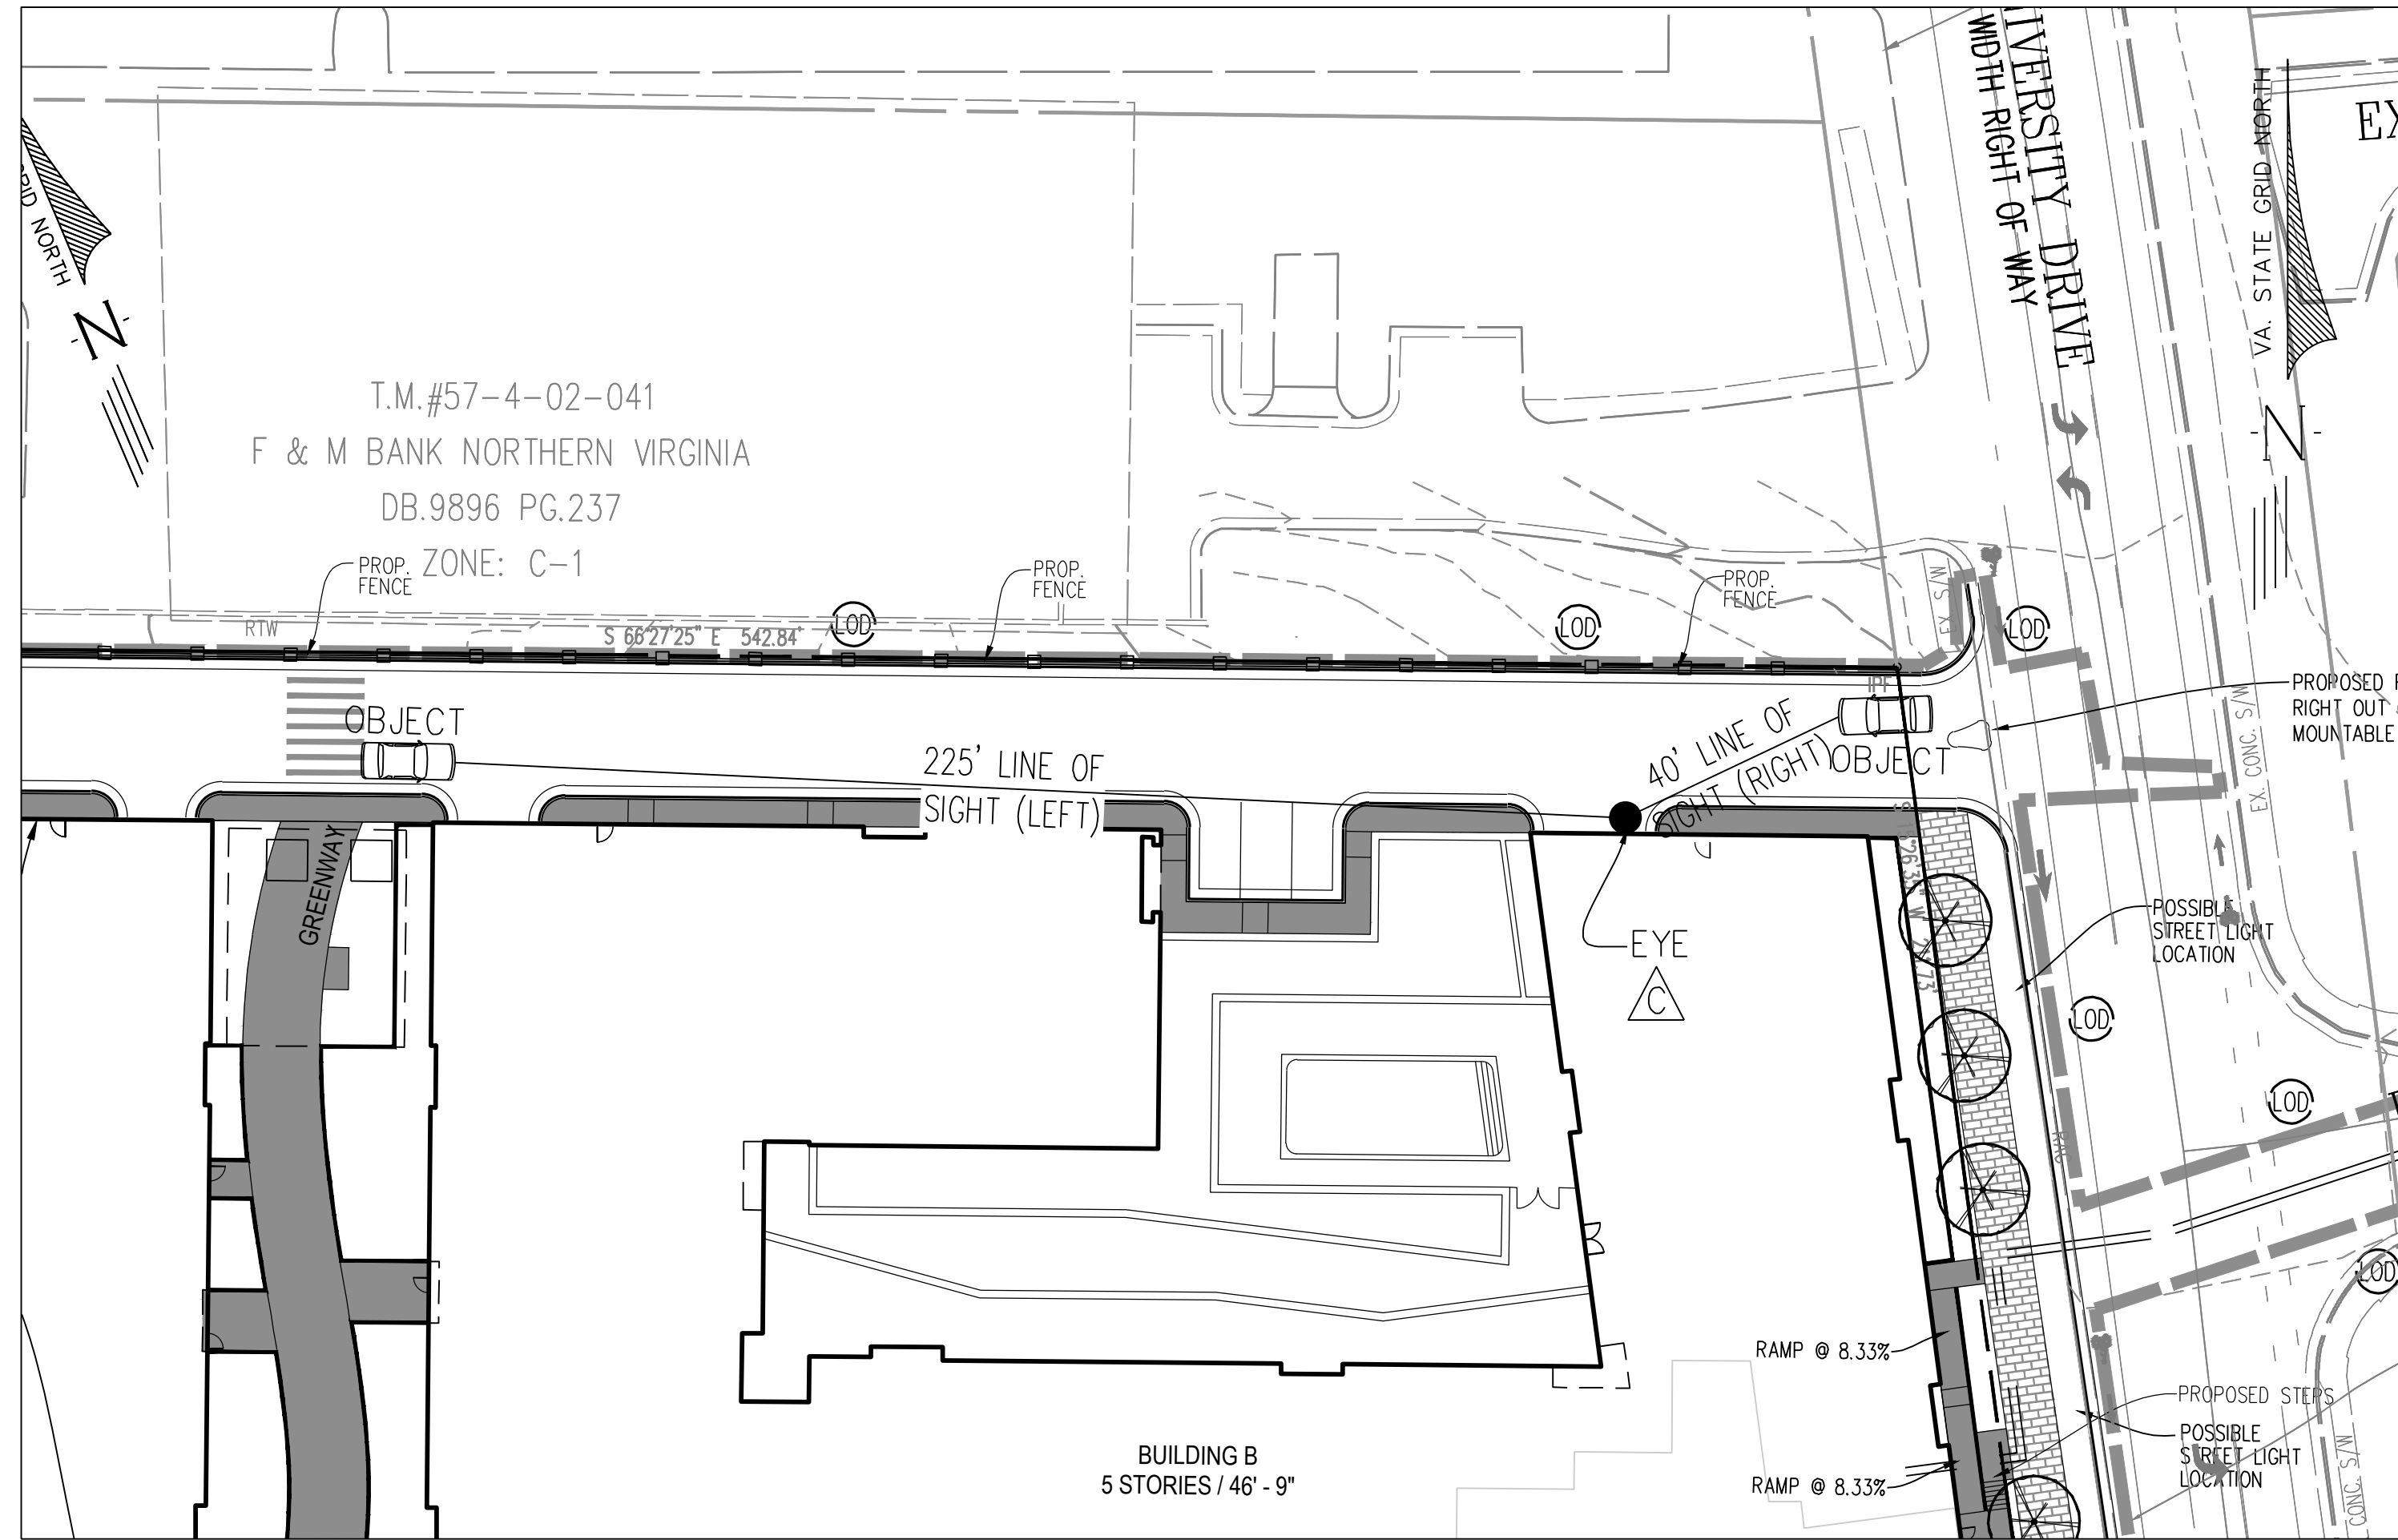 IVERSITY DRIVE
WIDTH RIGHT OF WAY
VA. STATE GRID NORTH
N
EX
GRID NORTH
N
T.M.#57-4-02-041
F & M BANK NORTHERN VIRGINIA
DB.9896 PG.237
ZONE: C-1
PROP.
FENCE
PROP.
FENCE
PROP.
FENCE
RTW
S 66°27'25" E 542.84'
LOD
LOD
LOD
EX. S/W
IPF
OBJECT
225' LINE OF
SIGHT (LEFT)
40' LINE OF
SIGHT (RIGHT)
OBJECT
PROPOSED
RIGHT OUT
MOUNTABLE
EX. CONC. S/W
GREENWAY
EYE
C
POSSIBLE
STREET LIGHT
LOCATION
LOD
LOD
LOD
RAMP @ 8.33%
PROPOSED STEPS
POSSIBLE
STREET LIGHT
LOCATION
RAMP @ 8.33%
CONC. S/W
BUILDING B
5 STORIES / 46' - 9"